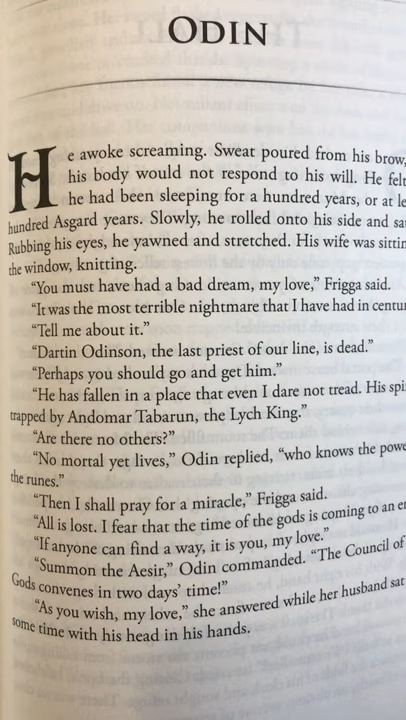 ODIN
He awoke screaming. Sweat poured from his brow,
his body would not respond to his will. He felt
he had been sleeping for a hundred years, or at
hundred Asgard years. Slowly, he rolled onto his side and
Rubbing his eyes, he yawned and stretched. His wife was
the window, knitting.
“You must have had a bad dream, my love,” Frigga said.
“It was the most terrible nightmare that I have had in
“Tell me about it.”
“Dartin Odinson, the last priest of our line, is dead.”
“Perhaps you should go and get him.”
“He has fallen in a place that even I dare not tread. His
trapped by Andomar Tabarun, the Lych King.”
“Are there no others?”
“No mortal yet lives,” Odin replied, “who knows the
the runes.”
“Then I shall pray for a miracle,” Frigga said.
“All is lost. I fear that the time of the gods is coming to an
“If anyone can find a way, it is you, my love.”
“Summon the Aesir,” Odin commanded. “The Council of
Gods convenes in two days’ time!”
“As you wish, my love,” she answered while her husband sat
some time with his head in his hands.